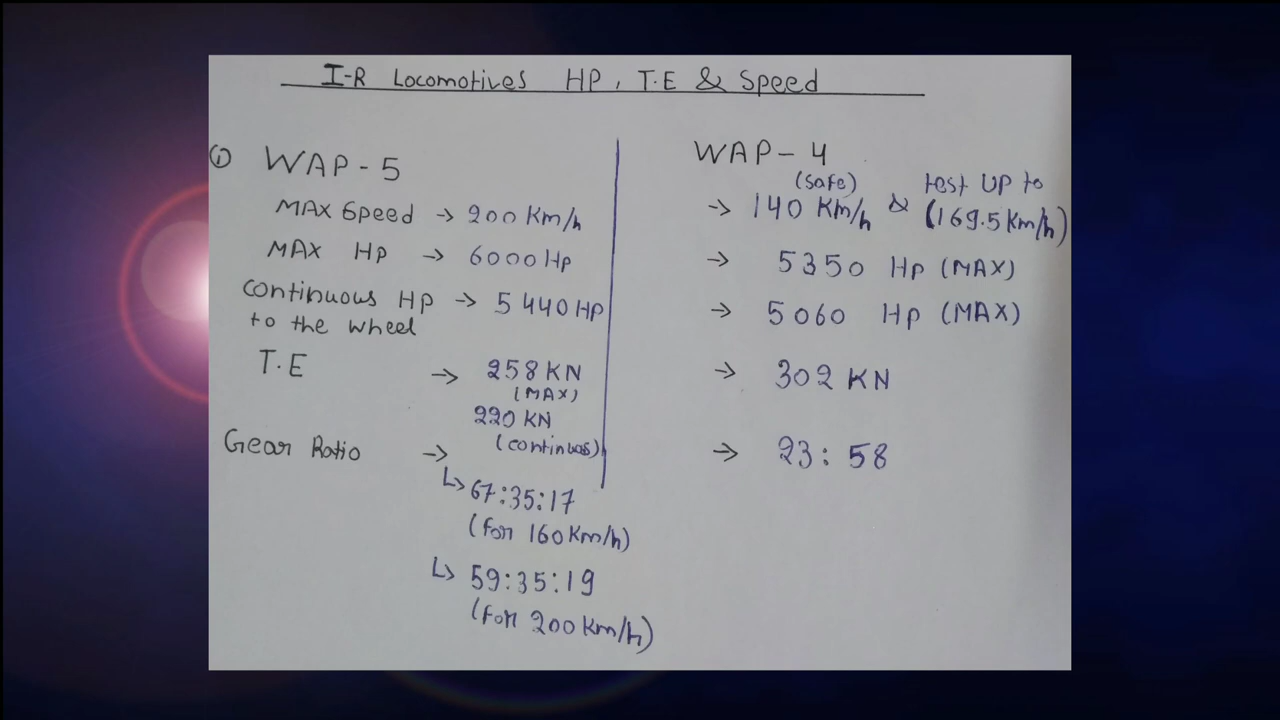 I-R Locomotives HP, T.E & Speed
① WAP-5
MAX Speed → 200 Km/h
MAX HP → 6000 Hp
Continuous HP → 5440 HP
to the wheel
T.E → 258 KN
(MAX)
220 KN
(continuas)
Gear Ratio →
↳ 67:35:17
(for 160 Km/h)
↳ 59:35:19
(for 200 Km/h)
WAP-4
(safe)
→ 140 Km/h & test UP to
(169.5 Km/h)
→ 5350 Hp (MAX)
→ 5060 Hp (MAX)
→ 302 KN
→ 23:58